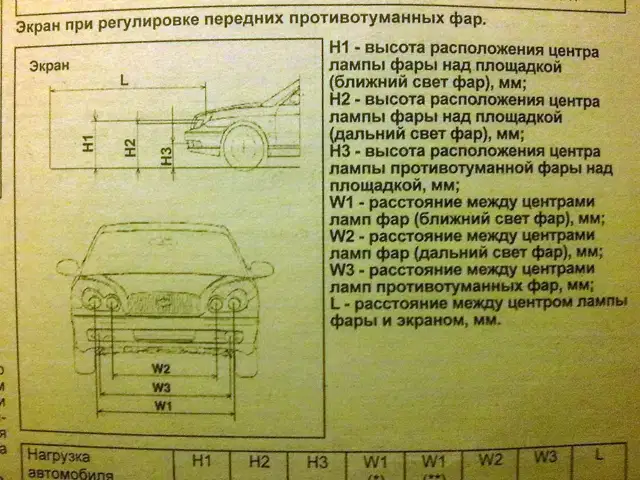 Экран при регулировке передних противотуманных фар.
Экран
L
H1
H2
H3
W2
W3
W1
H1 - высота расположения центра
лампы фары над площадкой
(ближний свет фар), мм;
H2 - высота расположения центра
лампы фары над площадкой
(дальний свет фар), мм;
H3 - высота расположения центра
лампы противотуманной фары над
площадкой, мм;
W1 - расстояние между центрами
ламп фар (ближний свет фар), мм;
W2 - расстояние между центрами
ламп фар (дальний свет фар), мм;
W3 - расстояние между центрами
ламп противотуманных фар, мм;
L - расстояние между центром лампы
фары и экраном, мм.
Нагрузка H1 H2 H3 W1 W1 W2 W3 L
автомобиля (*) (**)